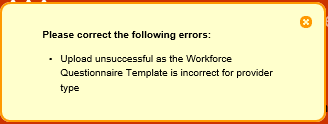 Please correct the following errors:
• Upload unsuccessful as the Workforce
Questionnaire Template is incorrect for provider
type